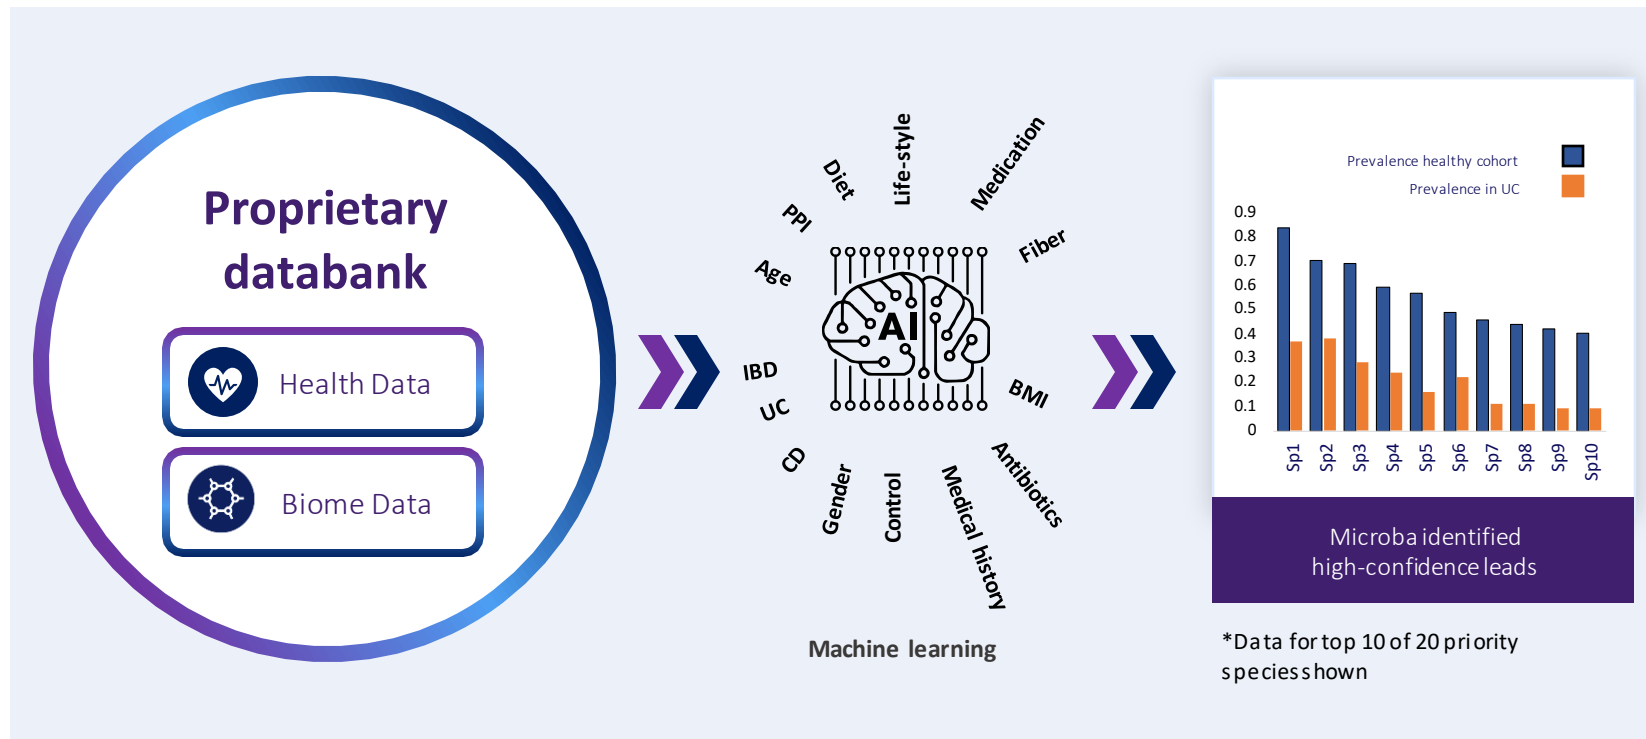 Proprietary
databank
Health Data
Biome Data
Diet
Life-style
Medication
PPI
Fiber
Age
AI
IBD
BMI
UC
CD
Gender
Control
Medical history
Antibiotics
Machine learning
Prevalence healthy cohort
Prevalence in UC
0.9
0.8
0.7
0.6
0.5
0.4
0.3
0.2
0.1
0
Sp1
Sp2
Sp3
Sp4
Sp5
Sp6
Sp7
Sp8
Sp9
Sp10
Microba identified
high-confidence leads
*Data for top 10 of 20 priority
species shown